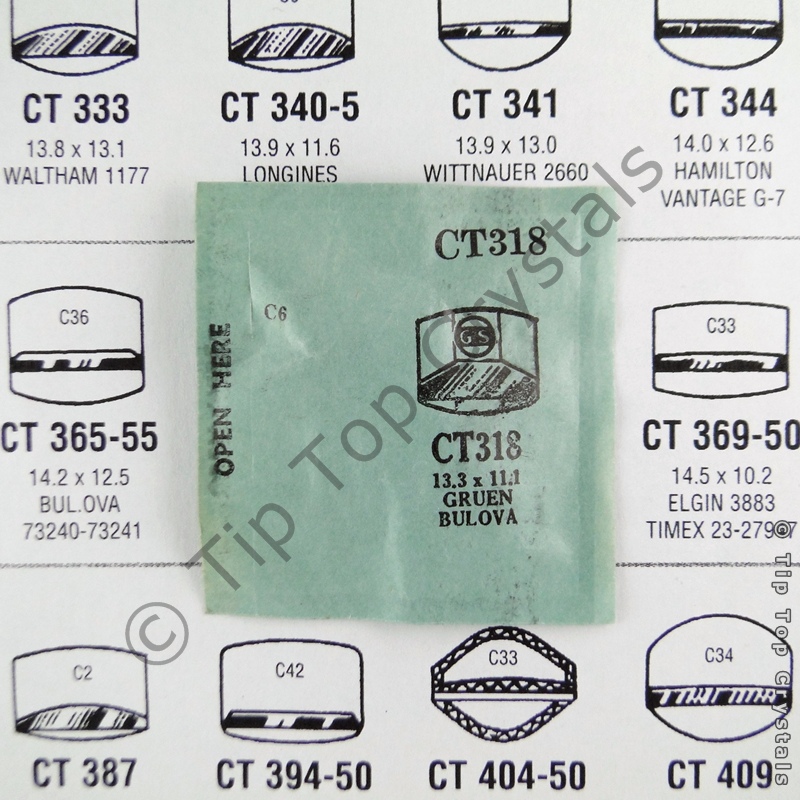 CT 333
13.8 x 13.1
WALTHAM 1177
CT 340-5
13.9 x 11.6
LONGINES
CT 341
13.9 x 13.0
WITTNAUER 2660
CT 344
14.0 x 12.6
HAMILTON
VANTAGE G-7
C36
CT 365-55
14.2 x 12.5
BULOVA
73240-73241
CT318
C6
OPEN HERE
GS
CT318
13.3 x 11.1
GRUEN
BULOVA
C33
CT 369-50
14.5 x 10.2
ELGIN 3883
TIMEX
C2
CT 387
C42
CT 394-50
C33
CT 404-50
C34
CT 409
© Tip Top Crystals
© Tip Top Crystals